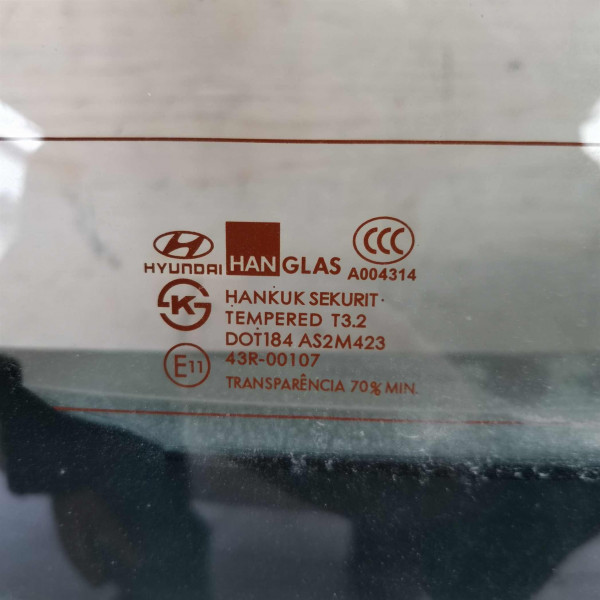 HYUNDAI HANGLAS CCC
A004314
K
HANKUK SEKURIT
TEMPERED T3.2
DOT184 AS2M423
E11 43R-00107
TRANSPARÊNCIA 70% MIN.